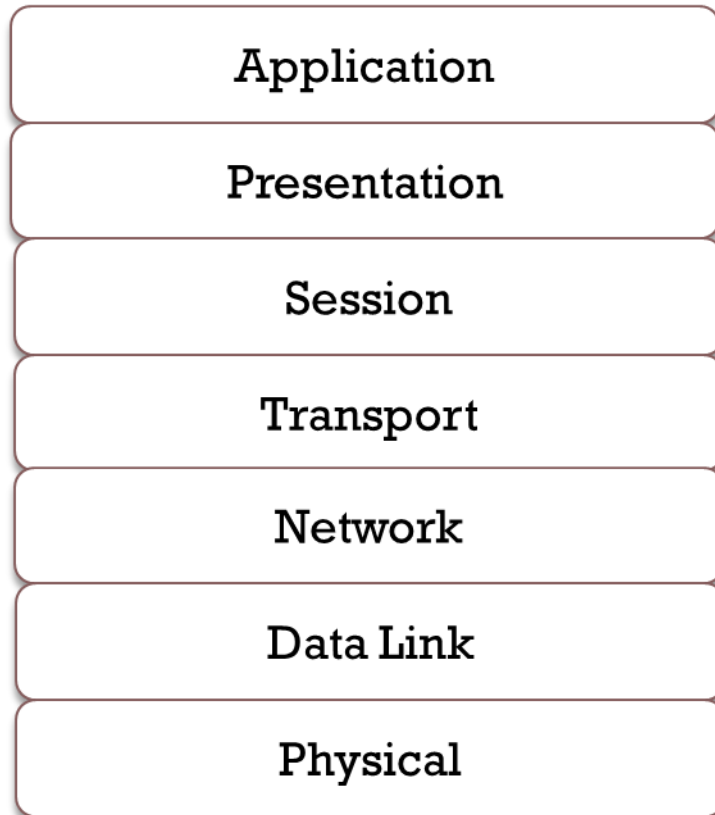 Application
Presentation
Session
Transport
Network
Data Link
Physical